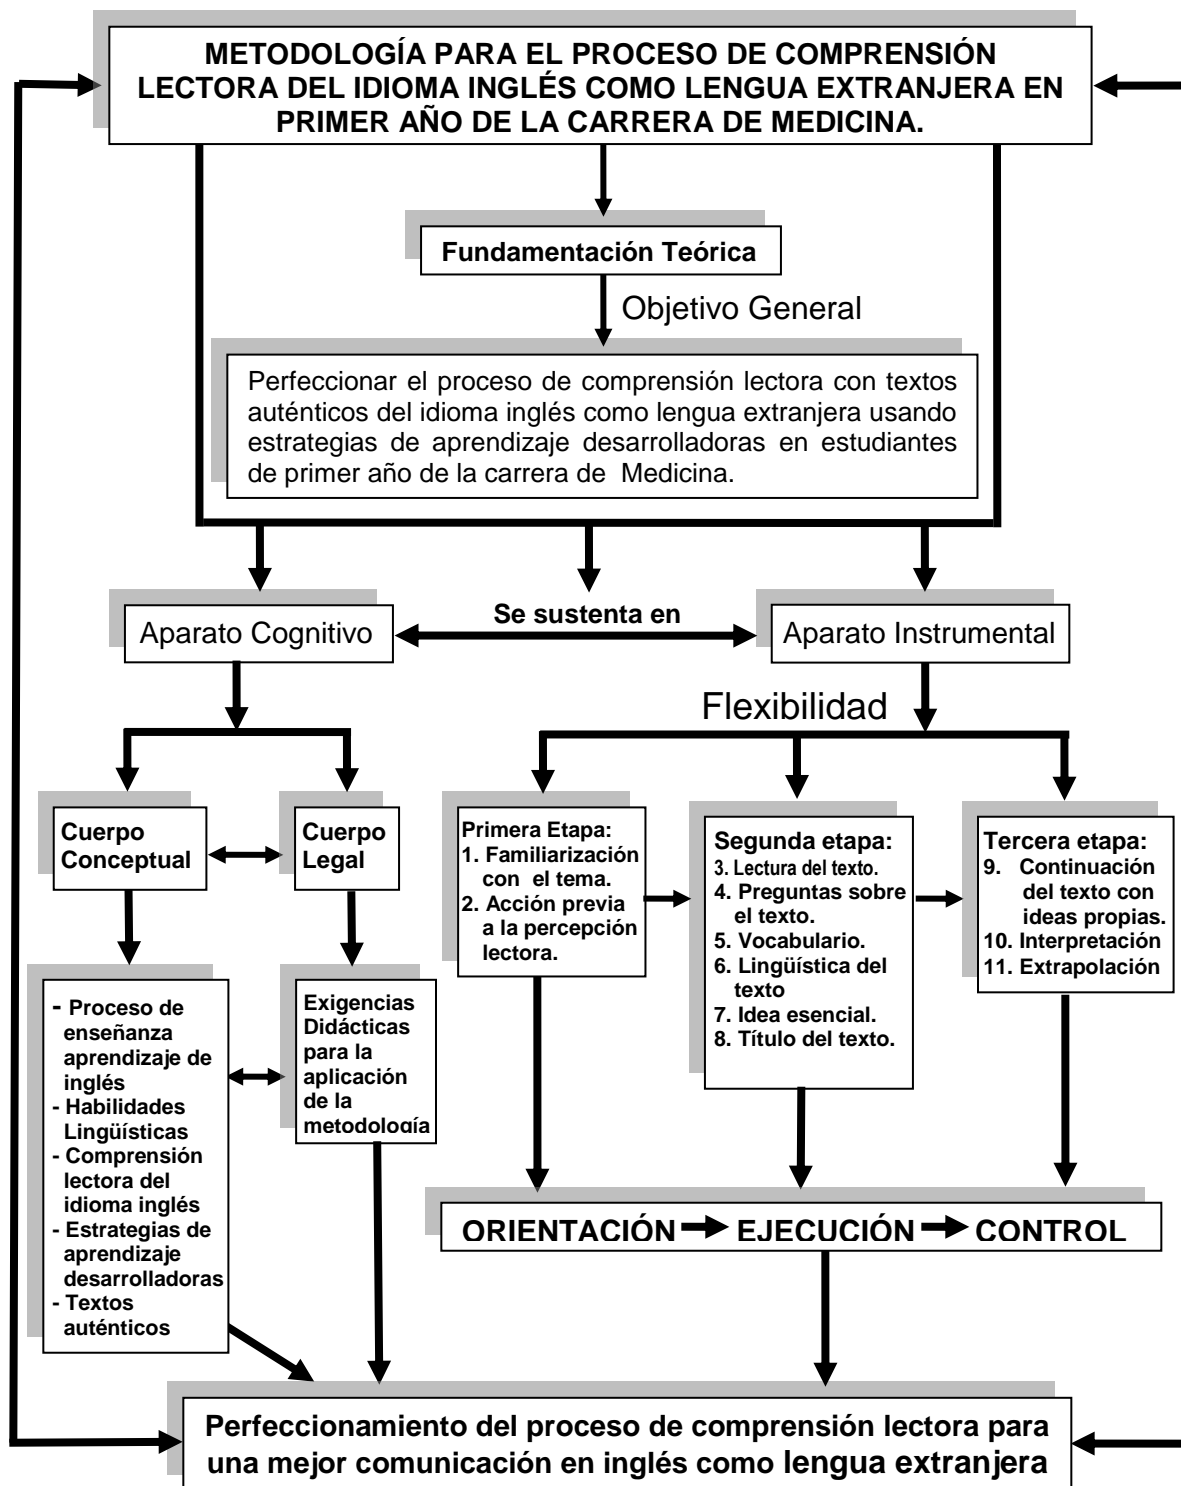 METODOLOGÍA PARA EL PROCESO DE COMPRENSIÓN
LECTORA DEL IDIOMA INGLÉS COMO LENGUA EXTRANJERA EN
PRIMER AÑO DE LA CARRERA DE MEDICINA.
Fundamentación Teórica
Objetivo General
Perfeccionar el proceso de comprensión lectora con textos
auténticos del idioma inglés como lengua extranjera usando
estrategias de aprendizaje desarrolladoras en estudiantes
de primer año de la carrera de Medicina.
Se sustenta en
Aparato Cognitivo
Aparato Instrumental
Flexibilidad
Cuerpo
Conceptual
Cuerpo
Legal
Primera Etapa:
1. Familiarización
con el tema.
2. Acción previa
a la percepción
lectora.
Segunda etapa:
3. Lectura del texto.
4. Preguntas sobre
el texto.
5. Vocabulario.
6. Lingüística del
texto
7. Idea esencial.
8. Título del texto.
Tercera etapa:
9. Continuación
del texto con
ideas propias.
10. Interpretación
11. Extrapolación
- Proceso de
enseñanza
aprendizaje de
inglés
- Habilidades
Lingüísticas
- Comprensión
lectora del
idioma inglés
- Estrategias de
aprendizaje
desarrolladoras
- Textos
auténticos
Exigencias
Didácticas
para la
aplicación
de la
metodología
ORIENTACIÓN EJECUCIÓN CONTROL
Perfeccionamiento del proceso de comprensión lectora para
una mejor comunicación en inglés como lengua extranjera